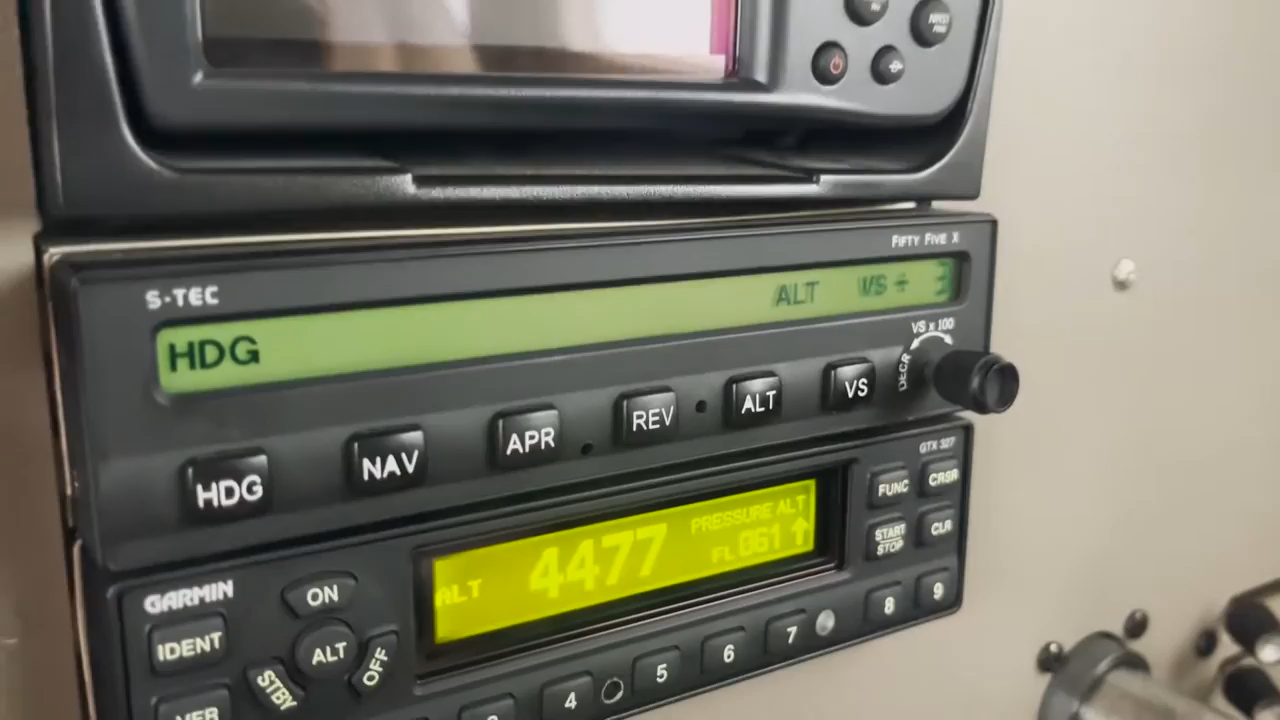 FIFTY FIVE X
S-TEC
HDG ALT VS +
VS x 100
DECR
HDG NAV APR REV ALT VS
GTX 327
GARMIN
ALT 4477 PRESSURE ALT
FL 061 ↑
FUNC CRSR
START STOP CLR
ON
IDENT ALT OFF
STBY
4 5 6 7 8 9